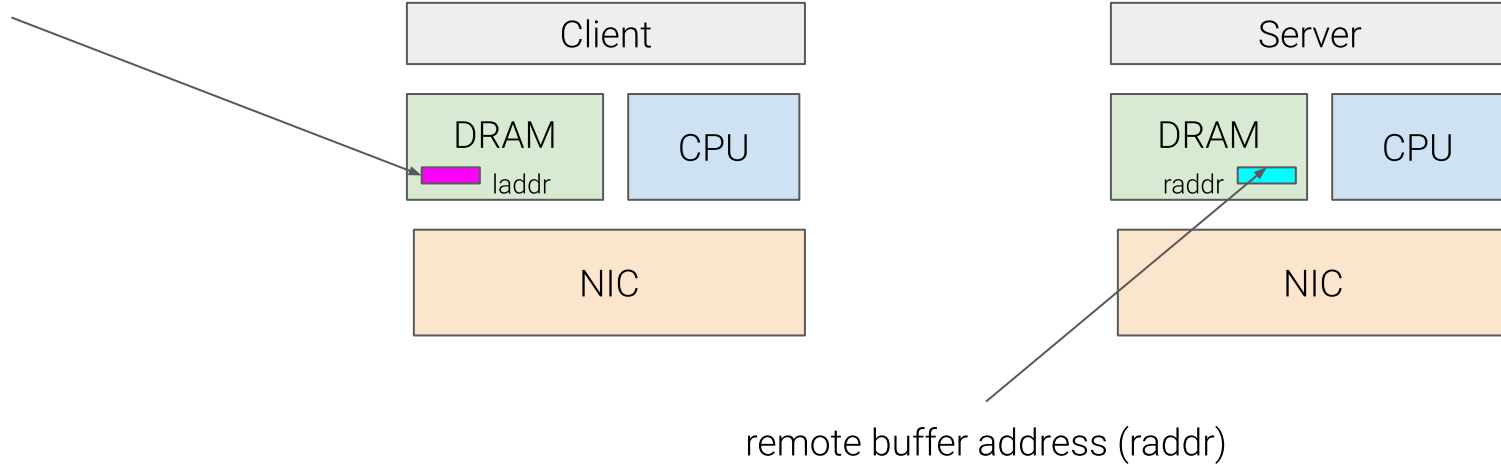 Client
Server
DRAM
CPU
DRAM
CPU
laddr
raddr
NIC
NIC
remote buffer address (raddr)